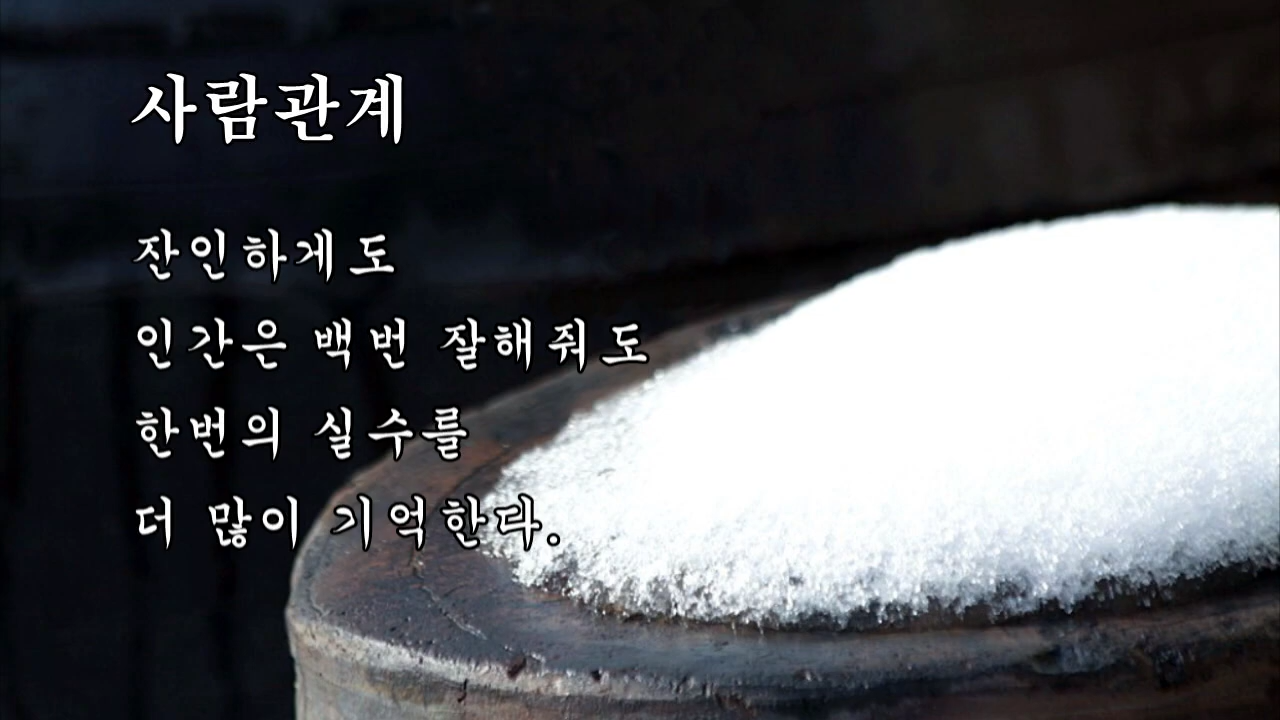 사람관계
잔인하게도
인간은 백번 잘해줘도
한번의 실수를
더 많이 기억한다.